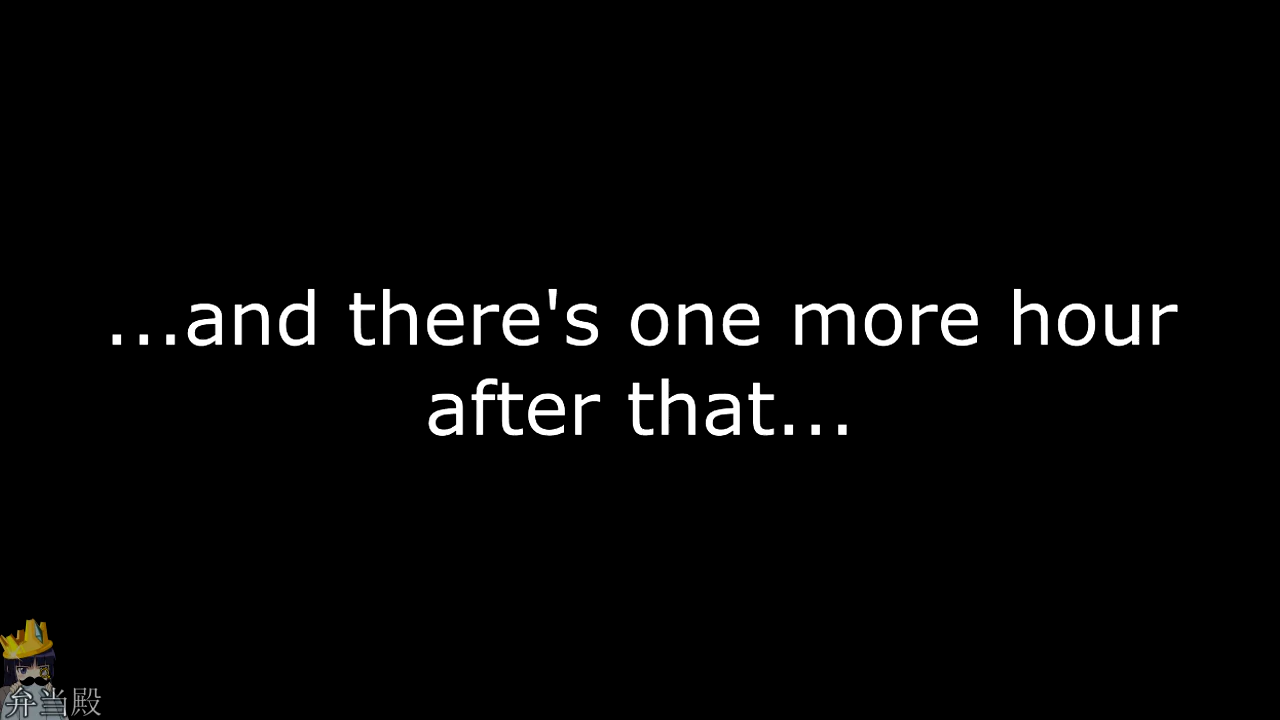 ...and there's one more hour
after that...
弁当殿